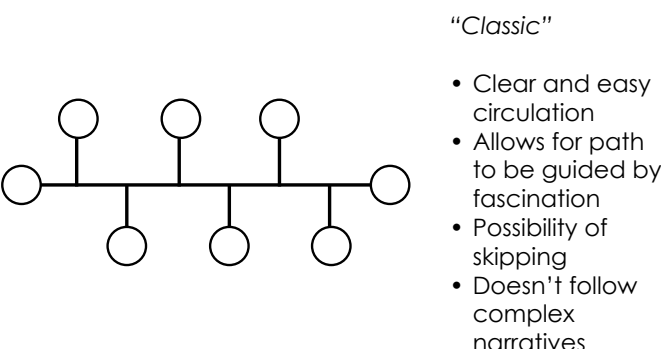 “Classic”
• Clear and easy
circulation
• Allows for path
to be guided by
fascination
• Possibility of
skipping
• Doesn’t follow
complex
narratives